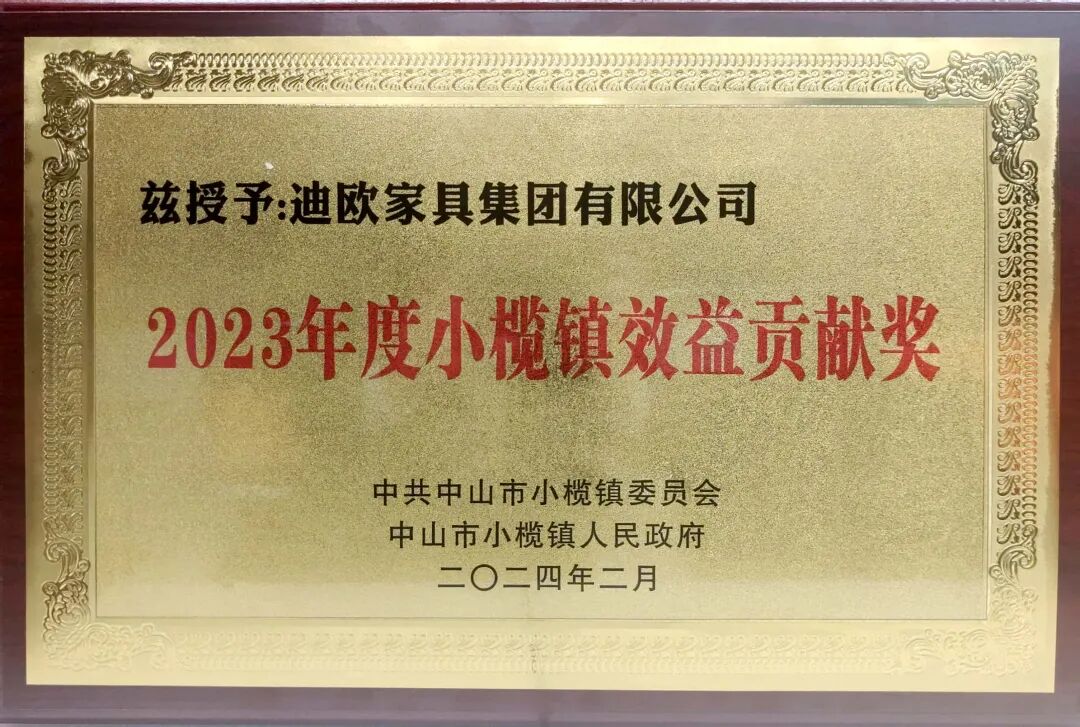 兹授予:迪欧家具集团有限公司
2023年度小榄镇效益贡献奖
中共中山市小榄镇委员会
中山市小榄镇人民政府
二〇二四年二月